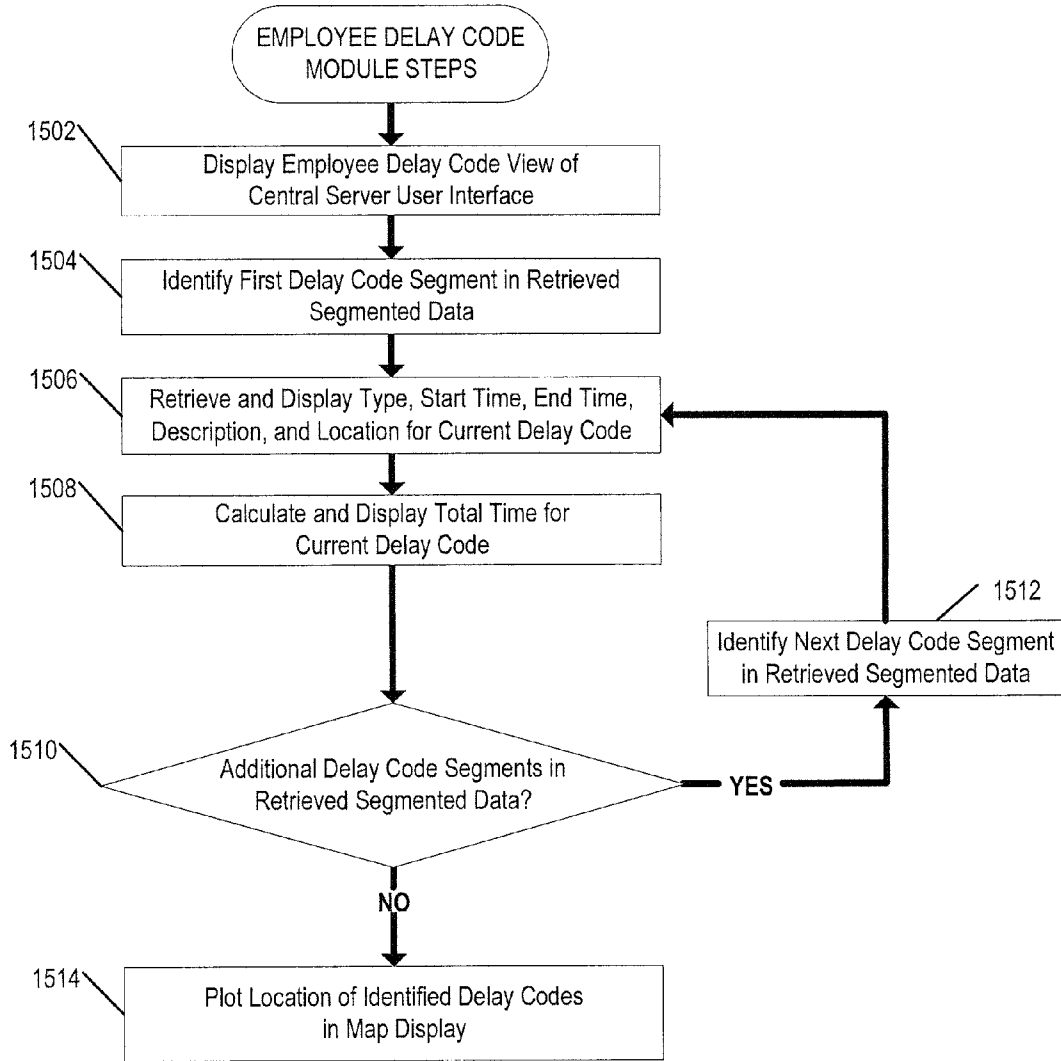 EMPLOYEE DELAY CODE
MODULE STEPS
1502
Display Employee Delay Code View of
Central Server User Interface
1504
Identify First Delay Code Segment in Retrieved
Segmented Data
1506
Retrieve and Display Type, Start Time, End Time,
Description, and Location for Current Delay Code
1508
Calculate and Display Total Time for
Current Delay Code
1512
Identify Next Delay Code Segment
in Retrieved Segmented Data
1510
Additional Delay Code Segments in
Retrieved Segmented Data?
YES
NO
1514
Plot Location of Identified Delay Codes
in Map Display